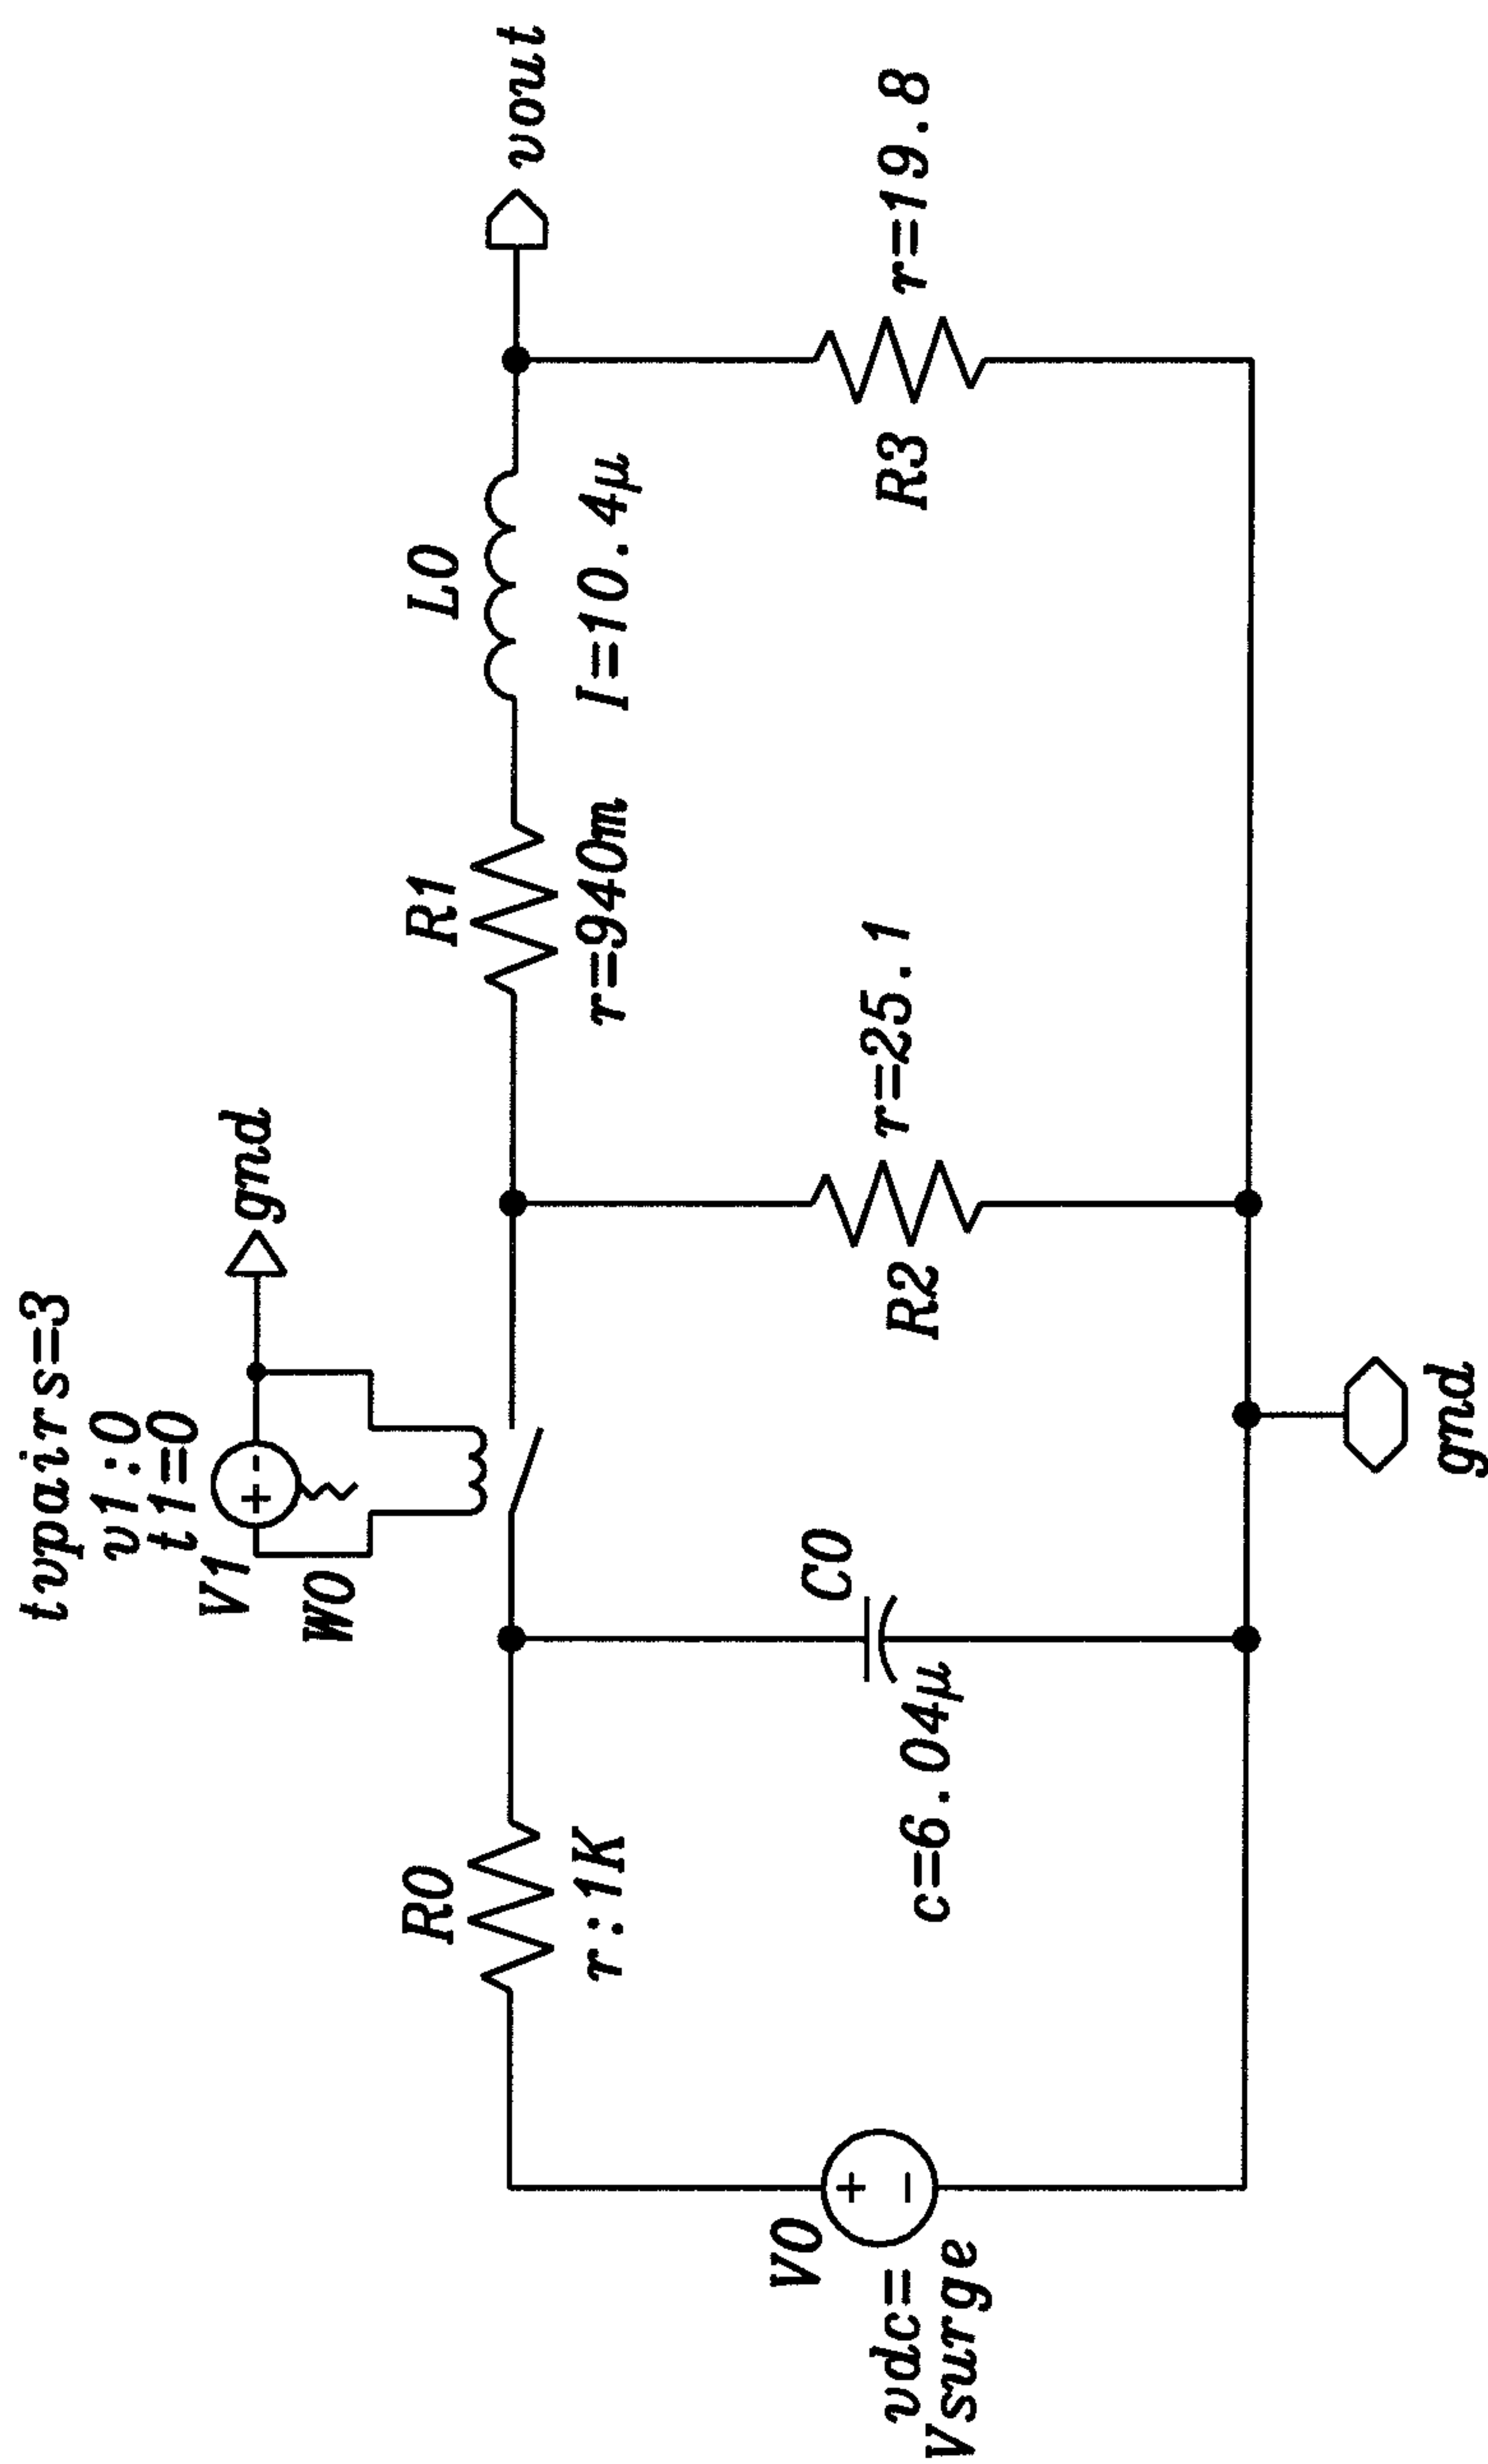 tvpairs=3
v1:0
t1=0
V1
gnd
W0
R0
r:1K
R1
r=940m
L0
l=10.4μ
vout
V0
vdc=
Vsurge
C0
c=6.04μ
R2
r=25.1
R3
r=19.8
gnd